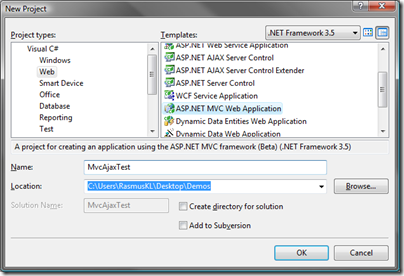 New Project
Project types:
Templates:
.NET Framework 3.5
Visual C#
Windows
Web
Smart Device
Office
Database
Reporting
Test
ASP.NET Web Service Application
ASP.NET AJAX Server Control
ASP.NET AJAX Server Control Extender
WCF Service Application
ASP.NET MVC Web Application
Dynamic Data Entities Web Application
Dynamic Data Web Application
A project for creating an application using the ASP.NET MVC framework (Beta) (.NET Framework 3.5)
Name:
MvcAjaxTest
Location:
C:\Users\RasmusKL\Desktop\Demos
Browse...
Solution Name:
MvcAjaxTest
Create directory for solution
Add to Subversion
OK
Cancel